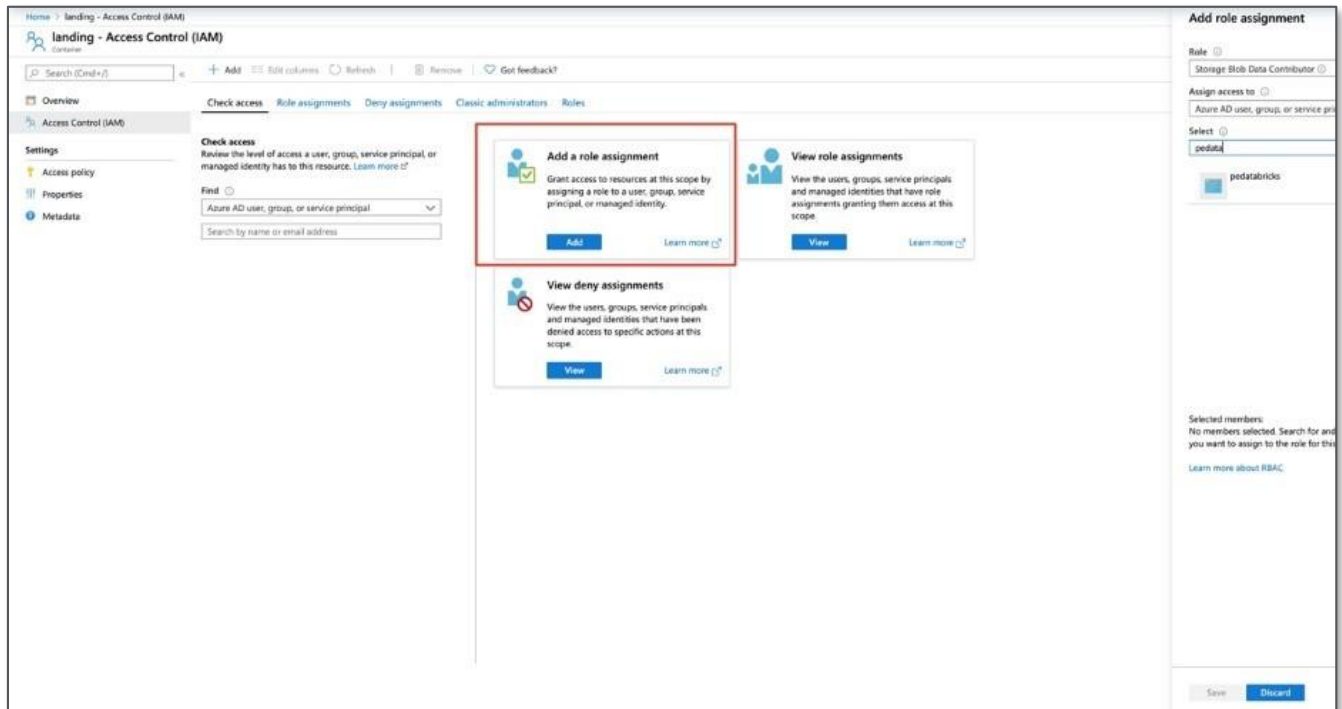 Home > landing - Access Control (IAM)
landing - Access Control (IAM)
Container
Search (Cmd+/)
Overview
Access Control (IAM)
Settings
Access policy
Properties
Metadata
Add
Edit columns
Refresh
Remove
Got feedback?
Check access
Role assignments
Deny assignments
Classic administrators
Roles
Check access
Review the level of access a user, group, service principal, or
managed identity has to this resource. Learn more
Find
Azure AD user, group, or service principal
Search by name or email address
Add a role assignment
Grant access to resources at this scope by
assigning a role to a user, group, service
principal, or managed identity.
Add
Learn more
View role assignments
View the users, groups, service principals
and managed identities that have role
assignments granting them access at this
scope.
View
Learn more
View deny assignments
View the users, groups, service principals
and managed identities that have been
denied access to specific actions at this
scope.
View
Learn more
Add role assignment
Role
Storage Blob Data Contributor
Assign access to
Azure AD user, group, or service pri
Select
pedata
pedatabricks
Selected members:
No members selected. Search for and
you want to assign to the role for this
Learn more about RBAC
Save
Discard